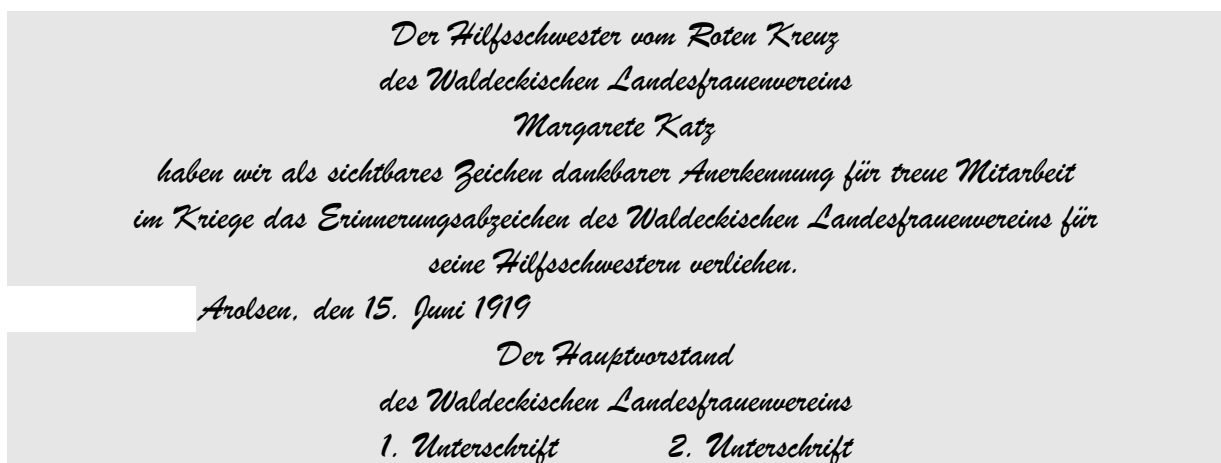 Der Hilfsschwester vom Roten Kreuz
des Waldeckischen Landesfrauenvereins
Margarete Katz
haben wir als sichtbares Zeichen dankbarer Anerkennung für treue Mitarbeit
im Kriege das Erinnerungsabzeichen des Waldeckischen Landesfrauenvereins für
seine Hilfsschwestern verliehen.
Arolsen, den 15. Juni 1919
Der Hauptvorstand
des Waldeckischen Landesfrauenvereins
1. Unterschrift 2. Unterschrift